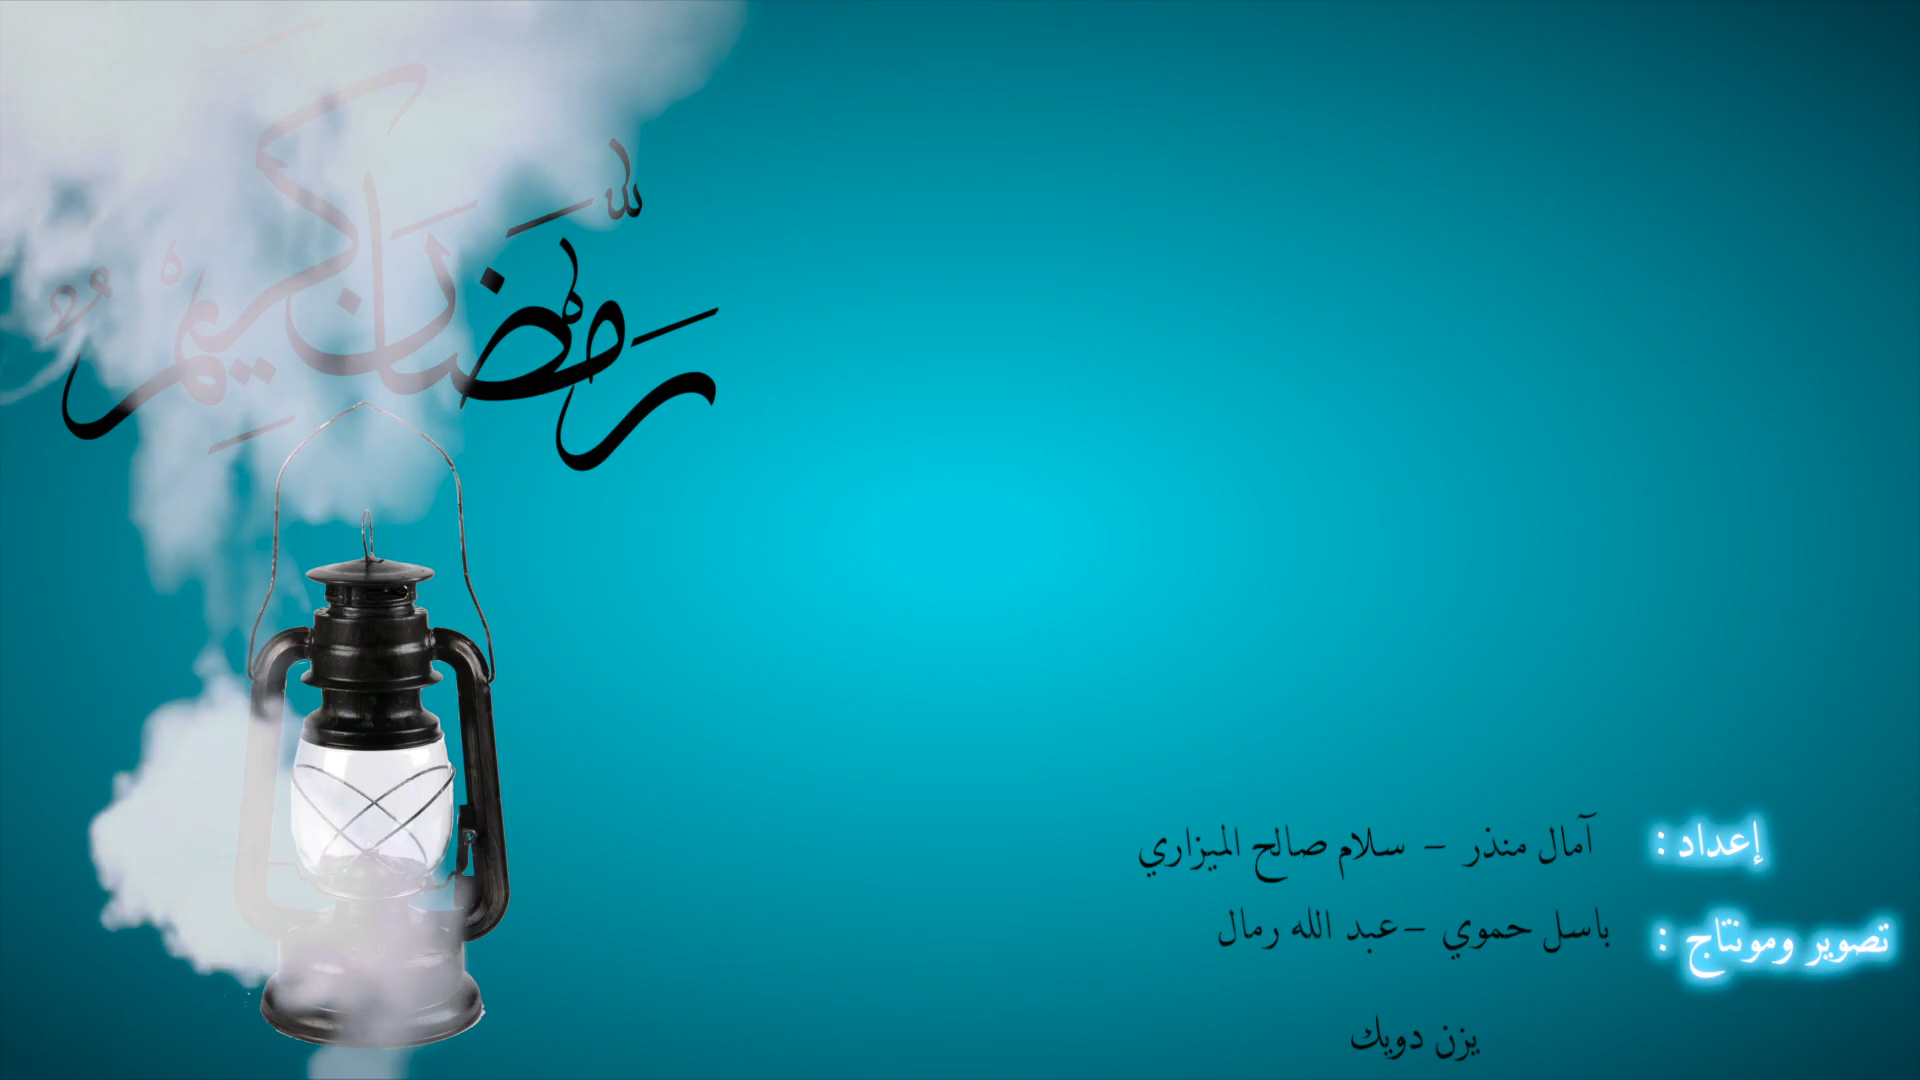 رمضان كريم
إعداد : آمال منذر - سلام صالح الميزاري
تصوير ومونتاج : باسل حموي - عبد الله رمال
يزن دويك